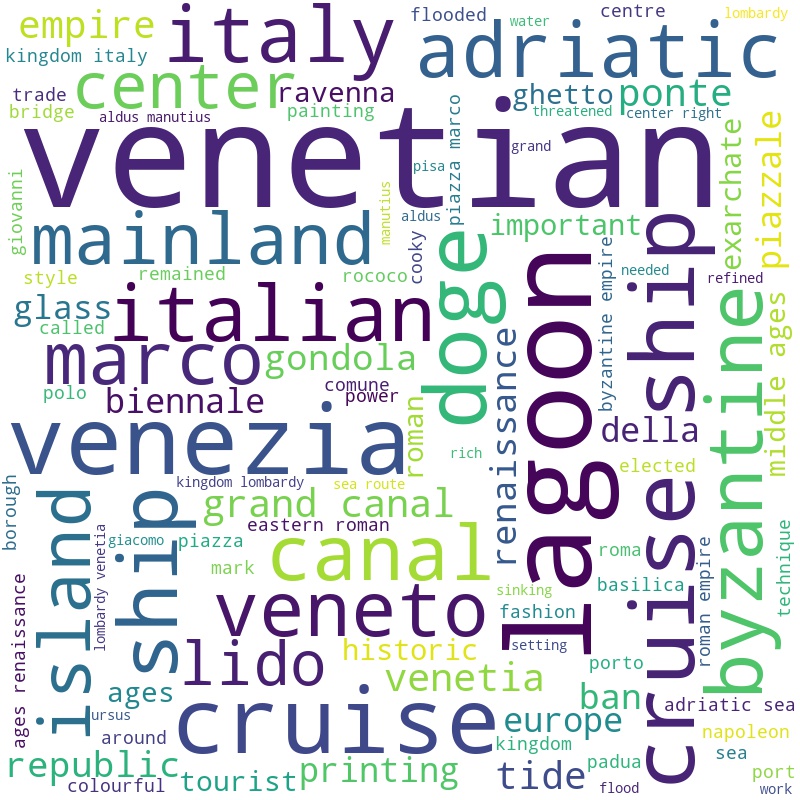 empire
italy
flooded
centre
lombardy
water
kingdom italy
adriatic
center
trade
ravenna
ghetto
ponte
bridge
aldus manutius
painting
threatened
center right
venetian
grand
pisa
piazza marco
exarchate
piazzale
giovanni
manutius
aldus
important
mainland
cooky
doge
byzantine empire
needed
refined
style
remained
rococo
lagoon
cruise ship
glass
called
italian
byzantine
middle ages
marco
gondola
renaissance
polo
biennale
comune
power
roman
della
venezia
rich
elected
borough
island
ship
kingdom lombardy
sea route
grand canal
lombardy venetia
eastern roman
giacomo
piazza
canal
roma
roman empire
technique
mark
basilica
sinking
ages renaissance
veneto
fashion
setting
historic
lido
porto
venetia
ages
ban
adriatic sea
ursus
cruise
europe
around
kingdom
napoleon
sea
republic
printing
padua
port
colourful
tourist
tide
flood
work